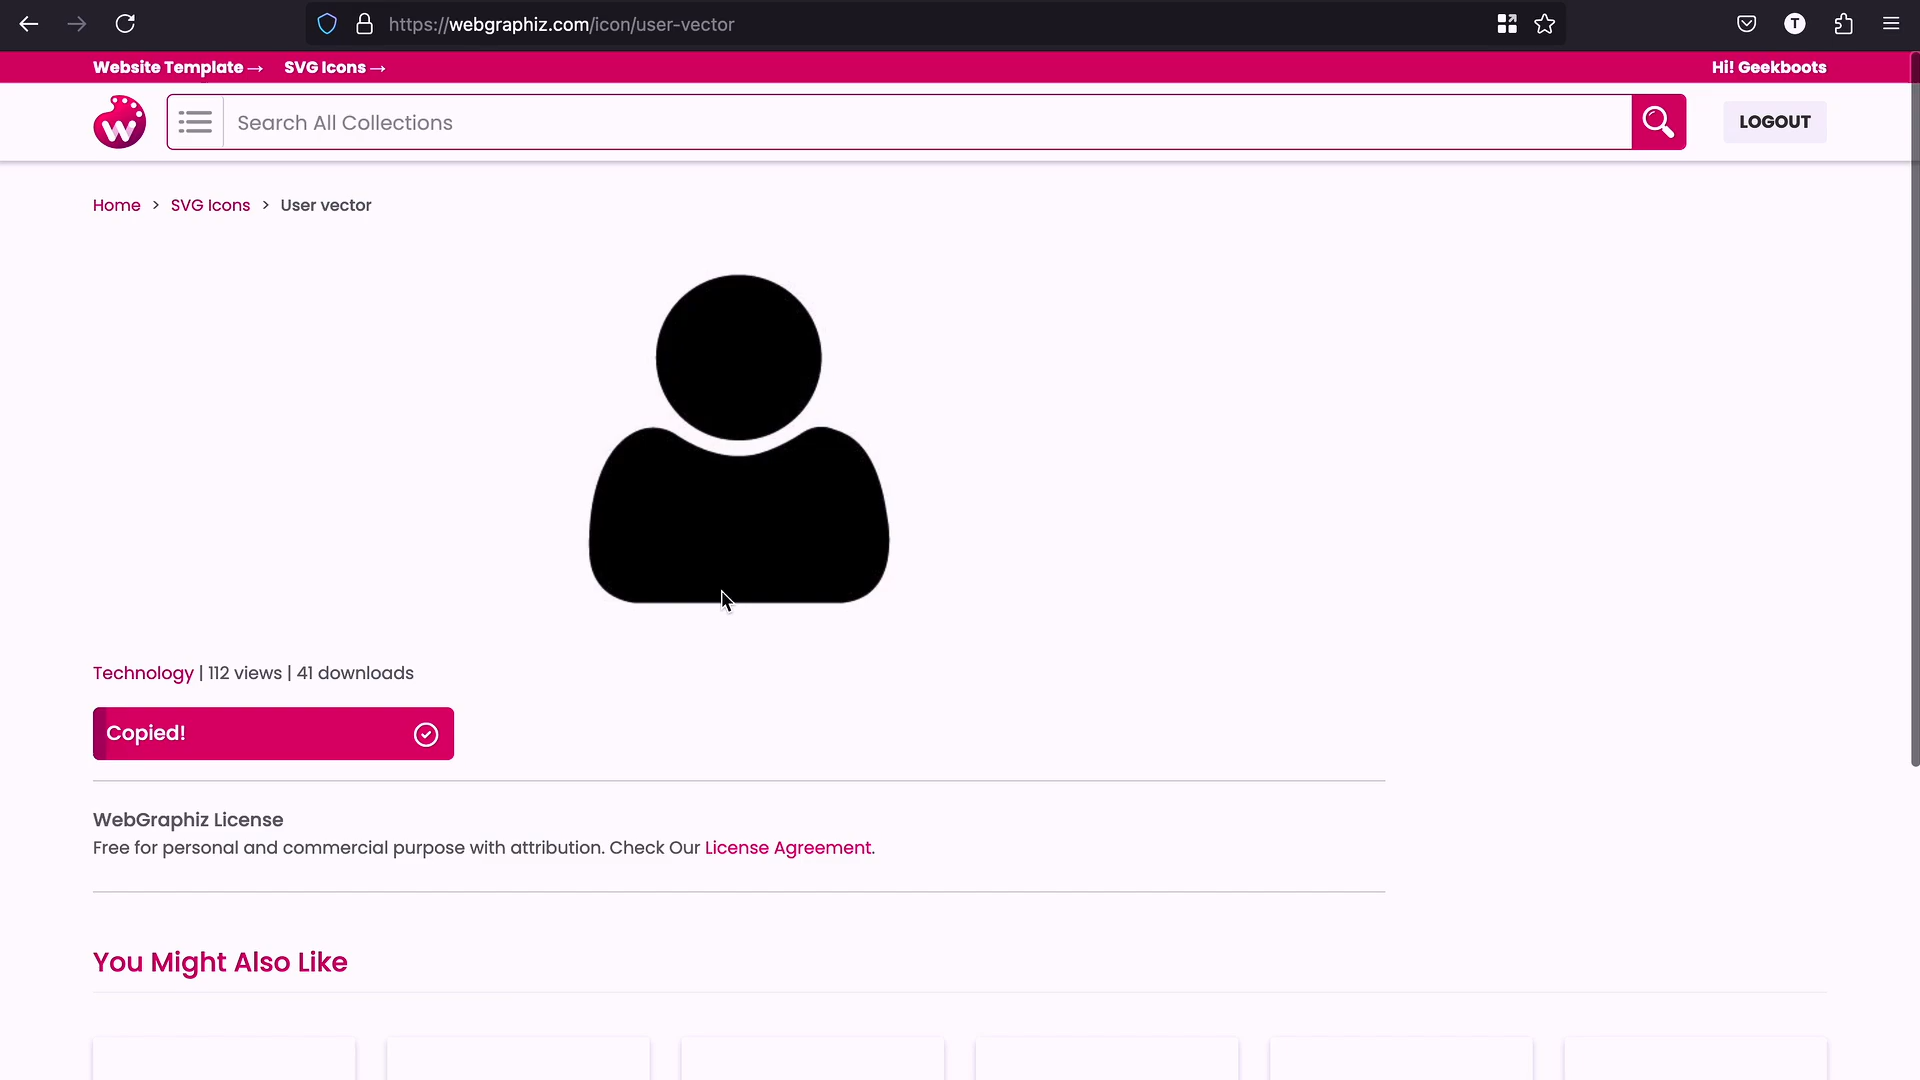 https://webgraphiz.com/icon/user-vector
T
Website Template → SVG Icons → Hi! Geekboots
W
Search All Collections
LOGOUT
Home > SVG Icons > User vector
Technology | 112 views | 41 downloads
Copied!
WebGraphiz License
Free for personal and commercial purpose with attribution. Check Our License Agreement.
You Might Also Like